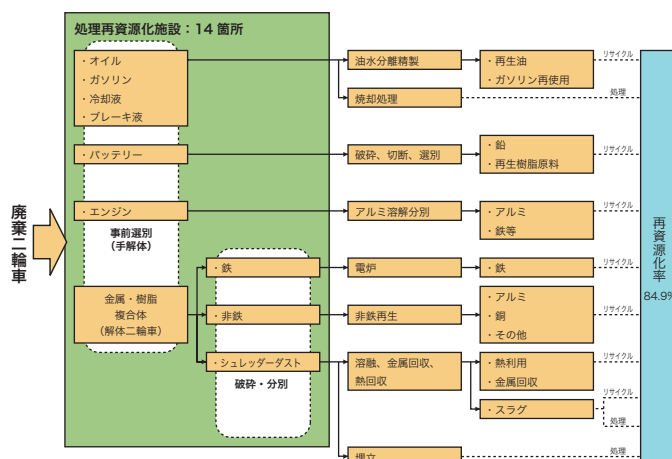 処理再資源化施設：14 箇所
廃棄二輪車
・オイル
・ガソリン
・冷却液
・ブレーキ液
・バッテリー
・エンジン
事前選別
（手解体）
金属・樹脂
複合体
（解体二輪車）
・鉄
・非鉄
・シュレッダーダスト
破砕・分別
油水分離精製
焼却処理
破砕、切断、選別
アルミ溶解分別
電炉
非鉄再生
溶融、金属回収、
熱回収
埋立
・再生油
・ガソリン再使用
・鉛
・再生樹脂原料
・アルミ
・鉄等
・鉄
・アルミ
・銅
・その他
・熱利用
・金属回収
・スラグ
リサイクル
処理
リサイクル
リサイクル
リサイクル
リサイクル
リサイクル
リサイクル
処理
処理
再資源化率
84.9%